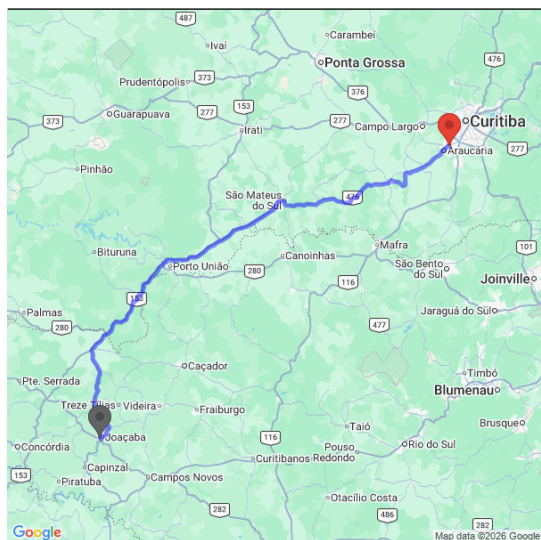 Carambeí
Ivaí
476
Ponta Grossa
373
Prudentópolis
376
277
153
Curitiba
Guarapuava
Campo Largo
373
Irati
277
Araucária
277
Pinhão
São Mateus
do Sul
476
Mafra
Bituruna
Canoinhas
101
Porto União
280
São Bento
do Sul
116
Joinville
153
Palmas
280
Jaraguá do Sul
477
Caçador
Pte. Serrada
Timbó
Blumenau
Treze Tílias
Videira
Fraiburgo
Brusque
Taió
Joaçaba
116
Rio do Sul
Concórdia
Pouso
Redondo
Curitibanos
Capinzal
153
Piratuba
Campos Novos
Otacílio Costa
282
486
282
Google
Map data ©2026 Google